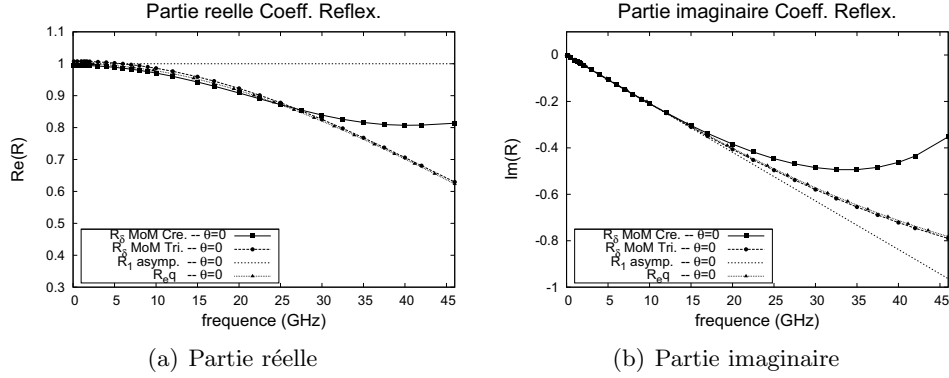 Partie reelle Coeff. Reflex.
1.1
1
0.9
0.8
0.7
0.6
0.5
0.4
0.3
Re(R)
R_δ MoM Cre. -- θ=0
R_δ MoM Tri. -- θ=0
R_1 asymp. -- θ=0
R_eq -- θ=0
0 5 10 15 20 25 30 35 40 45
frequence (GHz)
(a) Partie réelle
Partie imaginaire Coeff. Reflex.
0
-0.2
-0.4
-0.6
-0.8
-1
Im(R)
R_δ MoM Cre. -- θ=0
R_δ MoM Tri. -- θ=0
R_1 asymp. -- θ=0
R_eq -- θ=0
0 5 10 15 20 25 30 35 40 45
frequence (GHz)
(b) Partie imaginaire